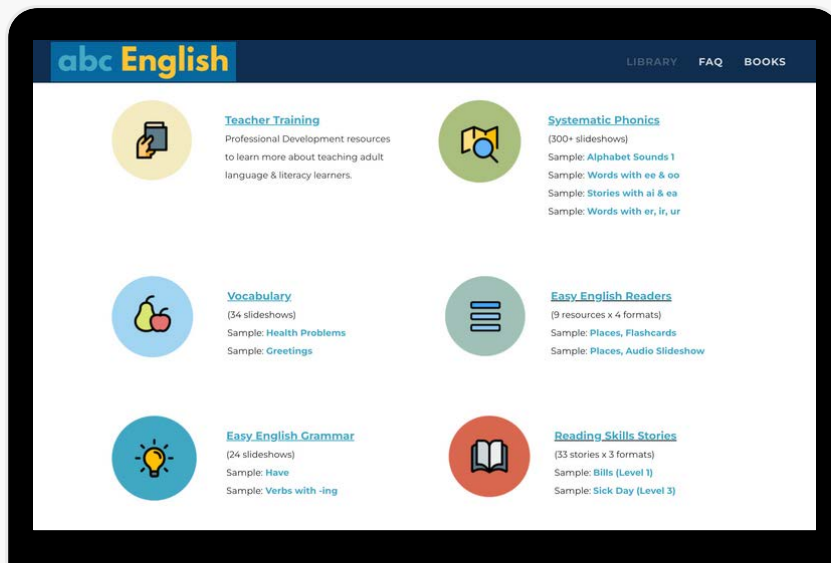 abc English
LIBRARY FAQ BOOKS
Teacher Training
Professional Development resources
to learn more about teaching adult
language & literacy learners.
Systematic Phonics
(300+ slideshows)
Sample: Alphabet Sounds 1
Sample: Words with ee & oo
Sample: Stories with ai & ea
Sample: Words with er, ir, ur
Vocabulary
(34 slideshows)
Sample: Health Problems
Sample: Greetings
Easy English Readers
(9 resources x 4 formats)
Sample: Places, Flashcards
Sample: Places, Audio Slideshow
Easy English Grammar
(24 slideshows)
Sample: Have
Sample: Verbs with -ing
Reading Skills Stories
(33 stories x 3 formats)
Sample: Bills (Level 1)
Sample: Sick Day (Level 3)